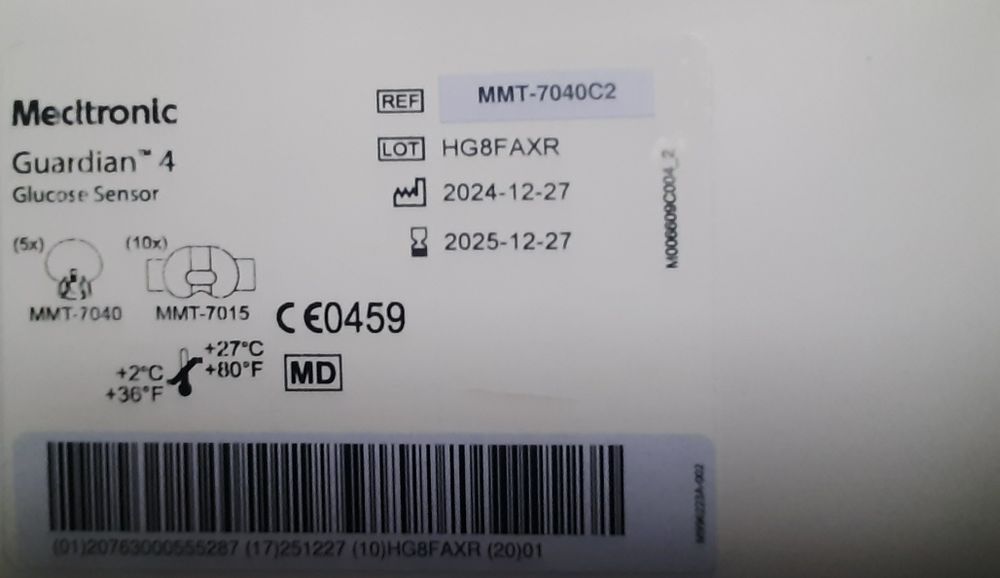 Medtronic
Guardian™ 4
Glucose Sensor
(5x)
MMT-7040
(10x)
MMT-7015
REF MMT-7040C2
LOT HG8FAXR
2024-12-27
2025-12-27
M006609C004_2
CE0459
+2°C
+36°F
+27°C
+80°F
MD
(01)20763000555287 (17)251227 (10)HG8FAXR (20)01